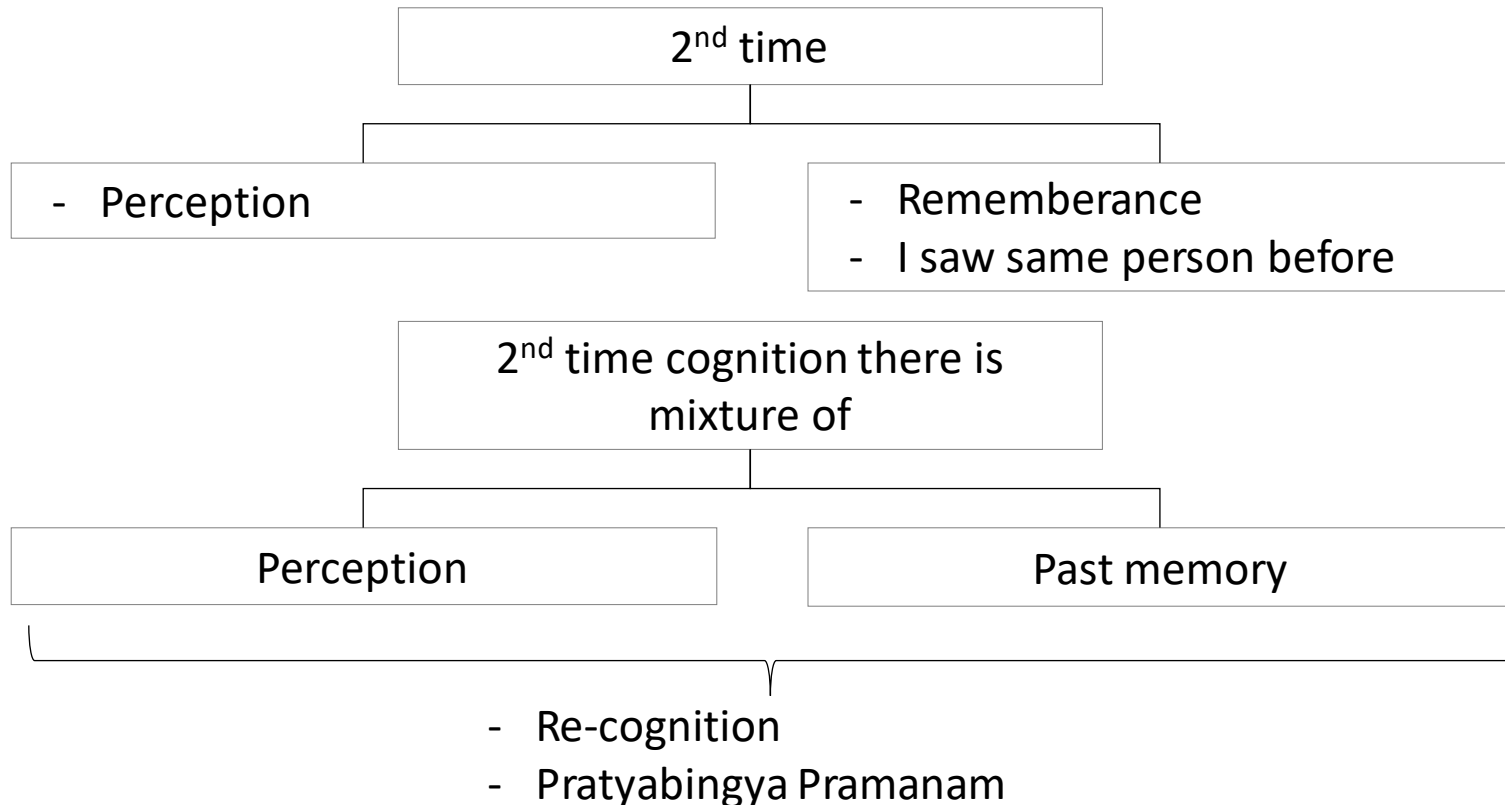 2nd time
- Perception
- Rememberance
- I saw same person before
2nd time cognition there is
mixture of
Perception
Past memory
- Re-cognition
- Pratyabingya Pramanam